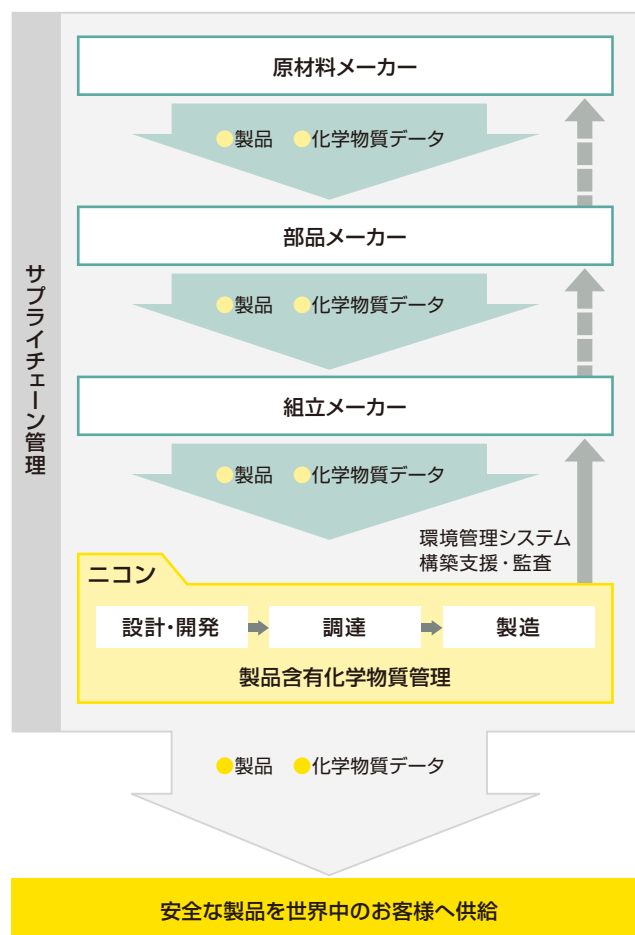 サプライチェーン管理
原材料メーカー
●製品 ●化学物質データ
部品メーカー
●製品 ●化学物質データ
組立メーカー
●製品 ●化学物質データ
環境管理システム
構築支援・監査
ニコン
設計・開発
調達
製造
製品含有化学物質管理
●製品 ●化学物質データ
安全な製品を世界中のお客様へ供給